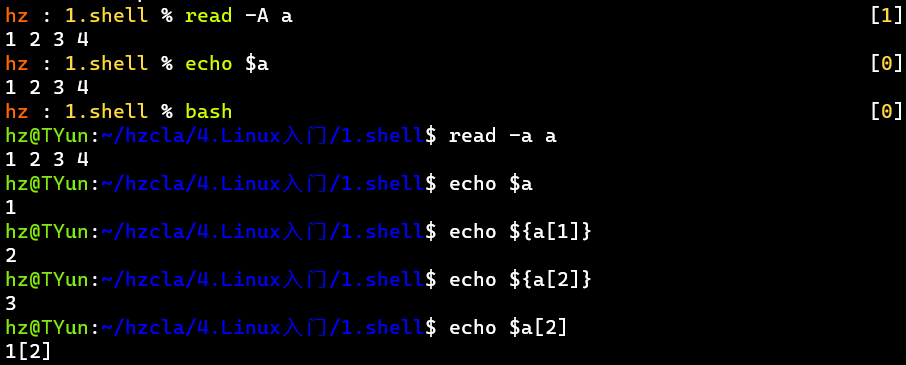 hz : 1.shell % read -A a [1]
1 2 3 4
hz : 1.shell % echo $a [0]
1 2 3 4
hz : 1.shell % bash [0]
hz@TYun:~/hzcla/4.Linux入门/1.shell$ read -a a
1 2 3 4
hz@TYun:~/hzcla/4.Linux入门/1.shell$ echo $a
1
hz@TYun:~/hzcla/4.Linux入门/1.shell$ echo ${a[1]}
2
hz@TYun:~/hzcla/4.Linux入门/1.shell$ echo ${a[2]}
3
hz@TYun:~/hzcla/4.Linux入门/1.shell$ echo $a[2]
1[2]